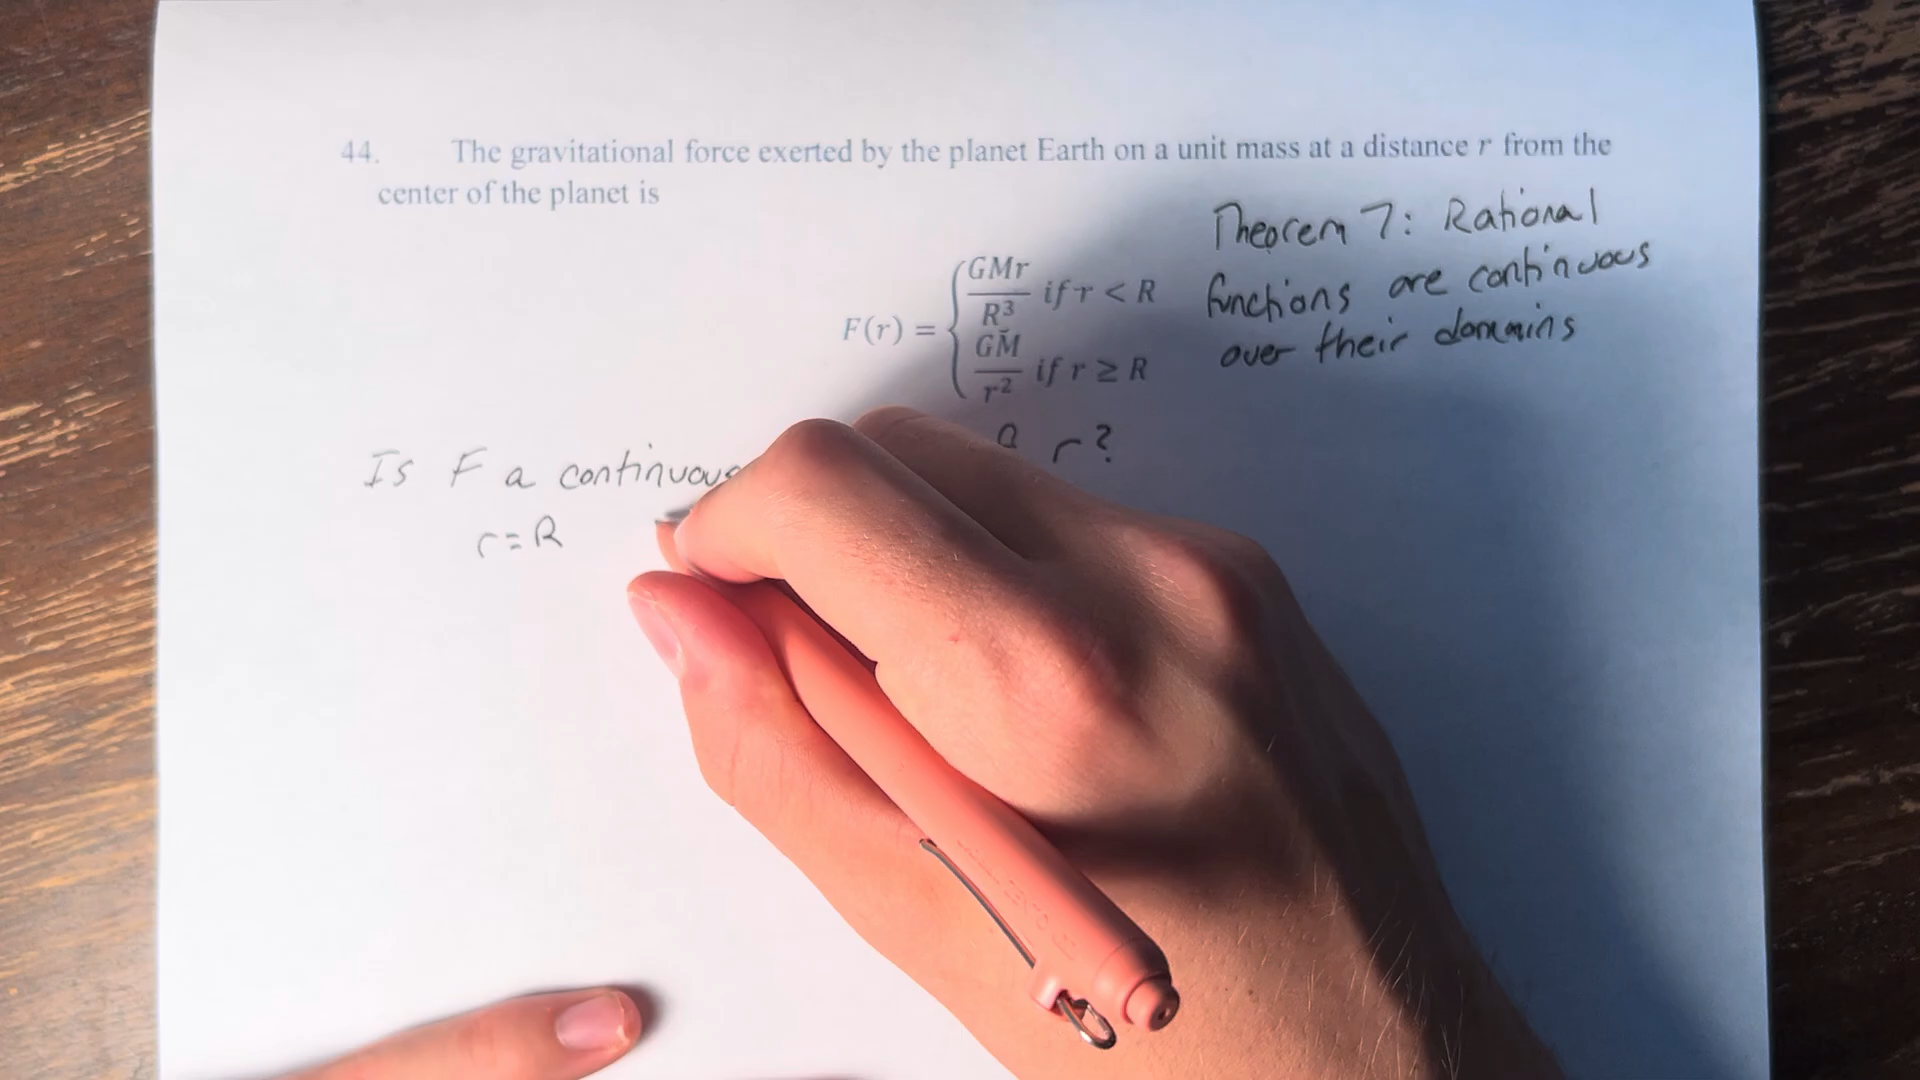 44. The gravitational force exerted by the planet Earth on a unit mass at a distance r from the
center of the planet is
Theorem 7: Rational
functions are continuous
over their domains
F(r) = { GMr/R³ if r < R
GM/r² if r ≥ R
Is F a continuous r?
r=R